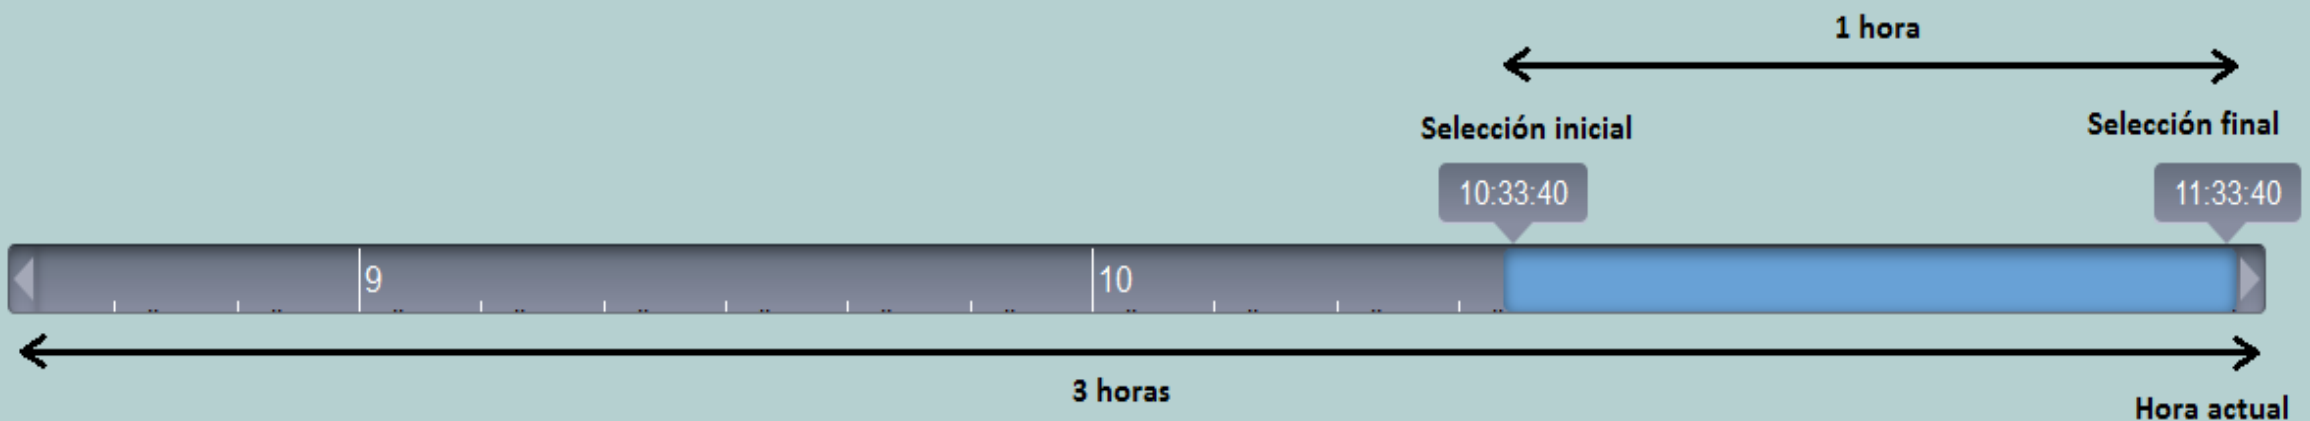 1 hora
Selección inicial
Selección final
10:33:40
11:33:40
9
10
3 horas
Hora actual